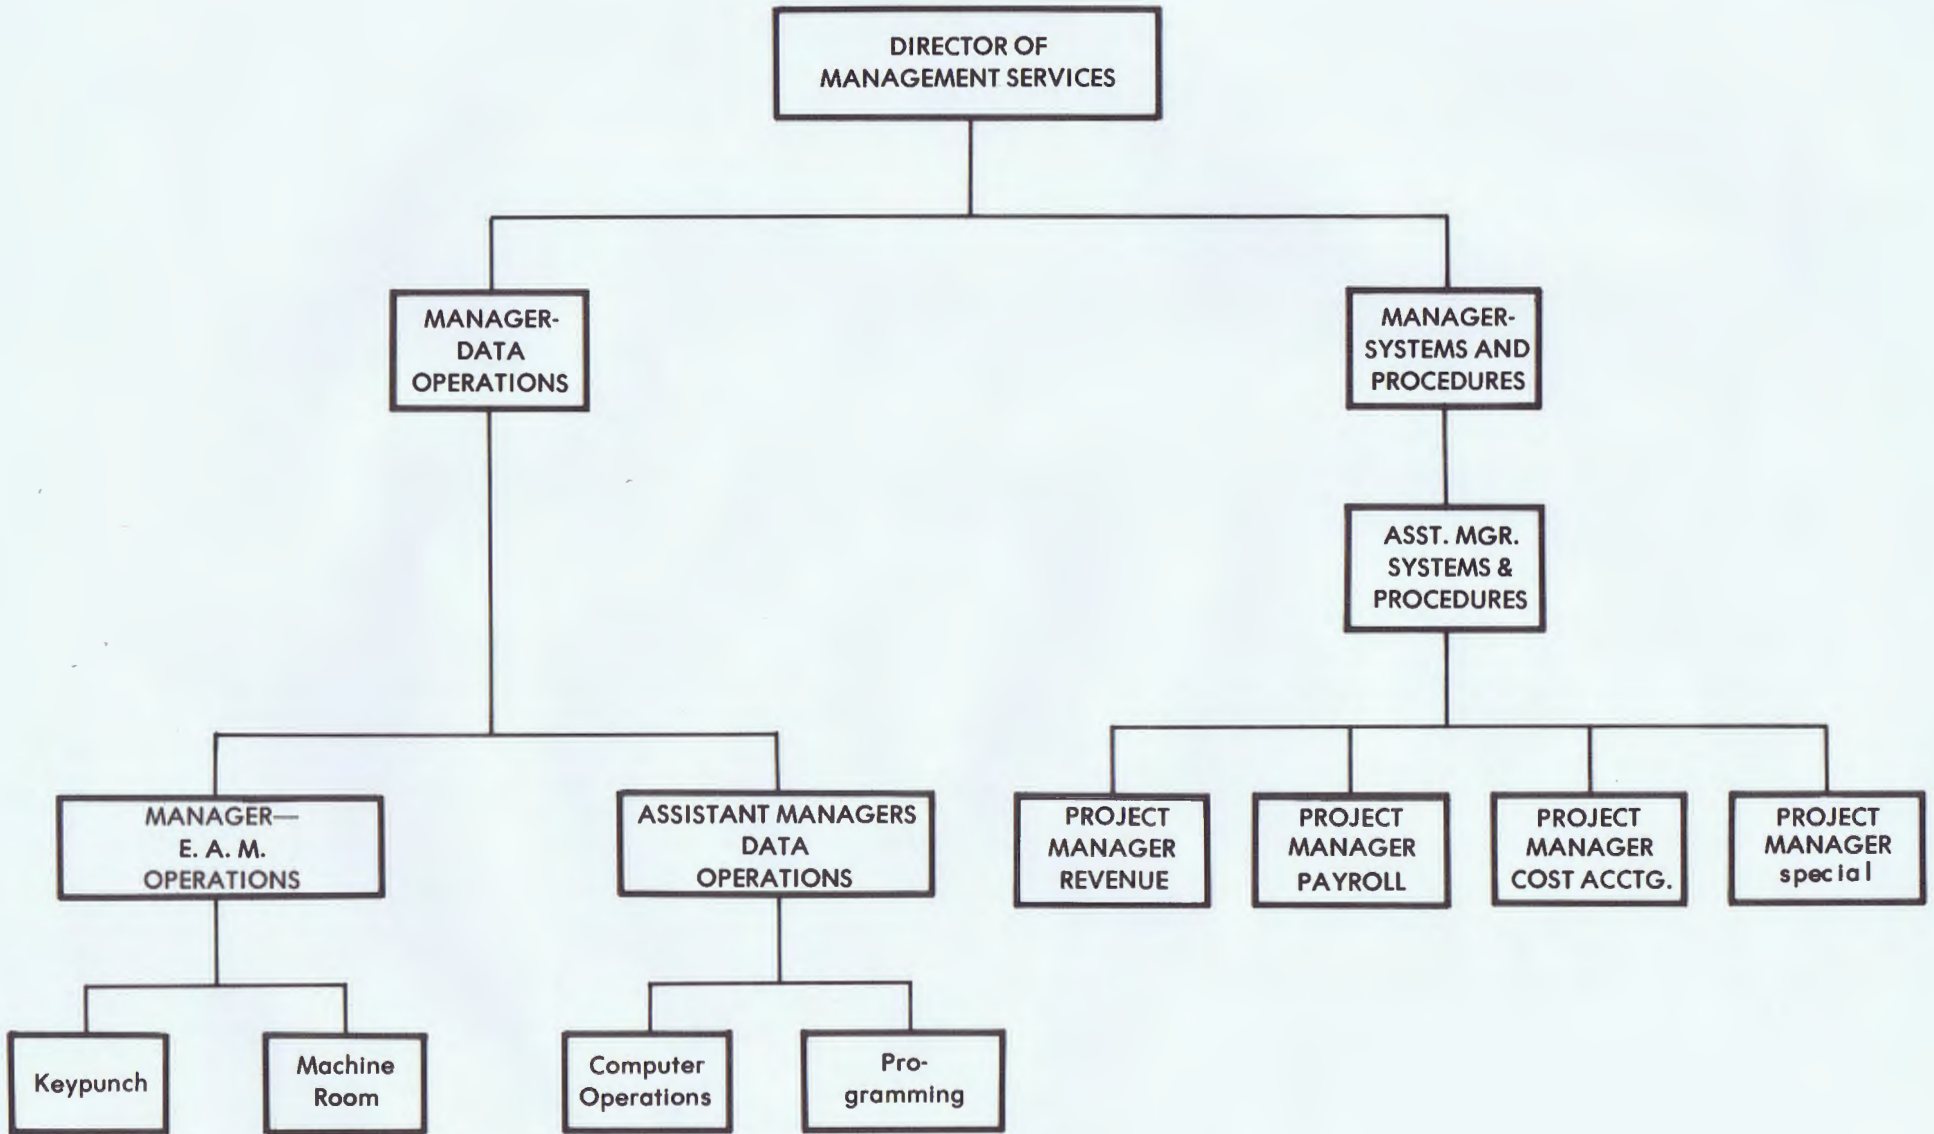 DIRECTOR OF
MANAGEMENT SERVICES
MANAGER-
DATA
OPERATIONS
MANAGER-
SYSTEMS AND
PROCEDURES
ASST. MGR.
SYSTEMS &
PROCEDURES
MANAGER—
E. A. M.
OPERATIONS
ASSISTANT MANAGERS
DATA
OPERATIONS
PROJECT
MANAGER
REVENUE
PROJECT
MANAGER
PAYROLL
PROJECT
MANAGER
COST ACCTG.
PROJECT
MANAGER
special
Keypunch
Machine
Room
Computer
Operations
Pro-
gramming